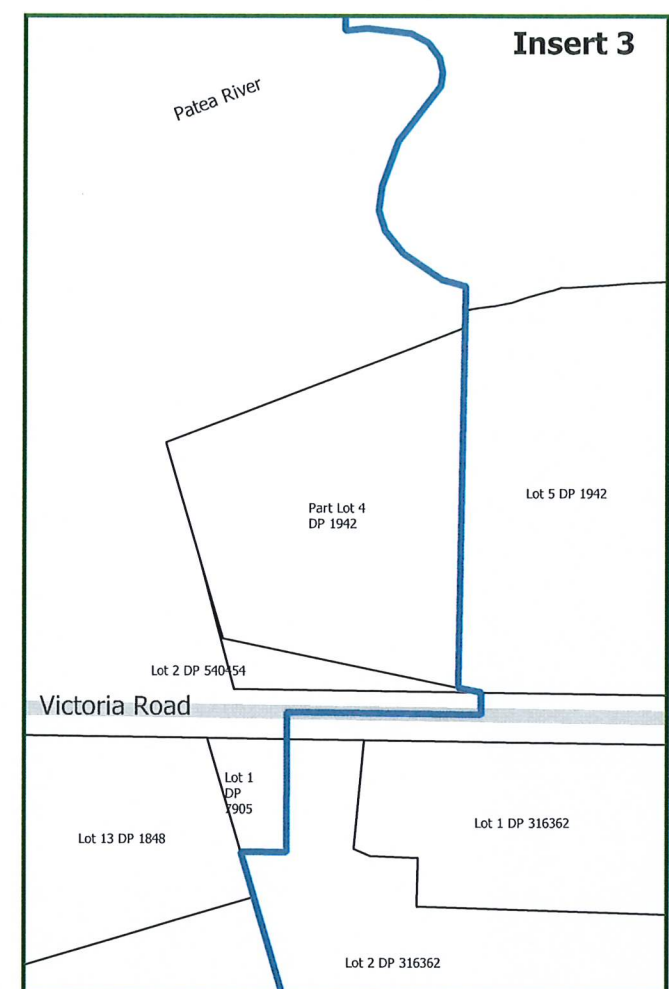 Insert 3
Patea River
Lot 5 DP 1942
Part Lot 4
DP 1942
Lot 2 DP 540454
Victoria Road
Lot 1
DP
7905
Lot 13 DP 1848
Lot 1 DP 316362
Lot 2 DP 316362